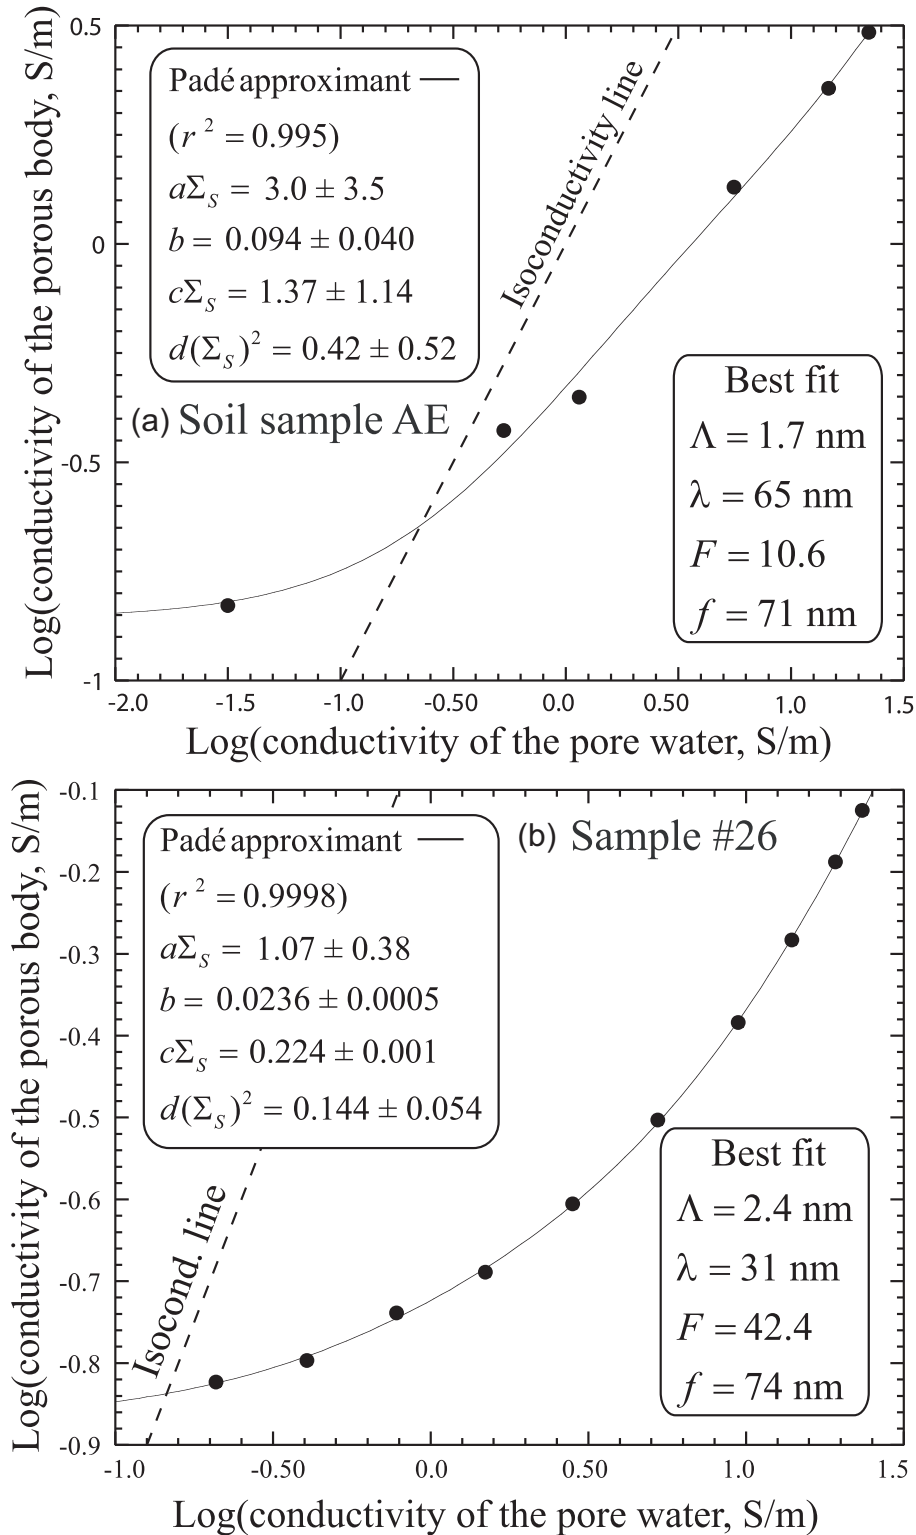 Log(conductivity of the porous body, S/m)
0.5
0
-0.5
-1
Padé approximant
(r² = 0.995)
aΣ_S = 3.0 ± 3.5
b = 0.094 ± 0.040
cΣ_S = 1.37 ± 1.14
d(Σ_S)² = 0.42 ± 0.52
Isoconductivity line
(a) Soil sample AE
Best fit
Λ = 1.7 nm
λ = 65 nm
F = 10.6
f = 71 nm
-2.0 -1.5 -1.0 -0.50 0.0 0.50 1.0 1.5
Log(conductivity of the pore water, S/m)
Log(conductivity of the porous body, S/m)
-0.1
-0.2
-0.3
-0.4
-0.5
-0.6
-0.7
-0.8
-0.9
Padé approximant
(r² = 0.9998)
aΣ_S = 1.07 ± 0.38
b = 0.0236 ± 0.0005
cΣ_S = 0.224 ± 0.001
d(Σ_S)² = 0.144 ± 0.054
(b) Sample #26
Isocond. line
Best fit
Λ = 2.4 nm
λ = 31 nm
F = 42.4
f = 74 nm
-1.0 -0.50 0.0 0.50 1.0 1.5
Log(conductivity of the pore water, S/m)